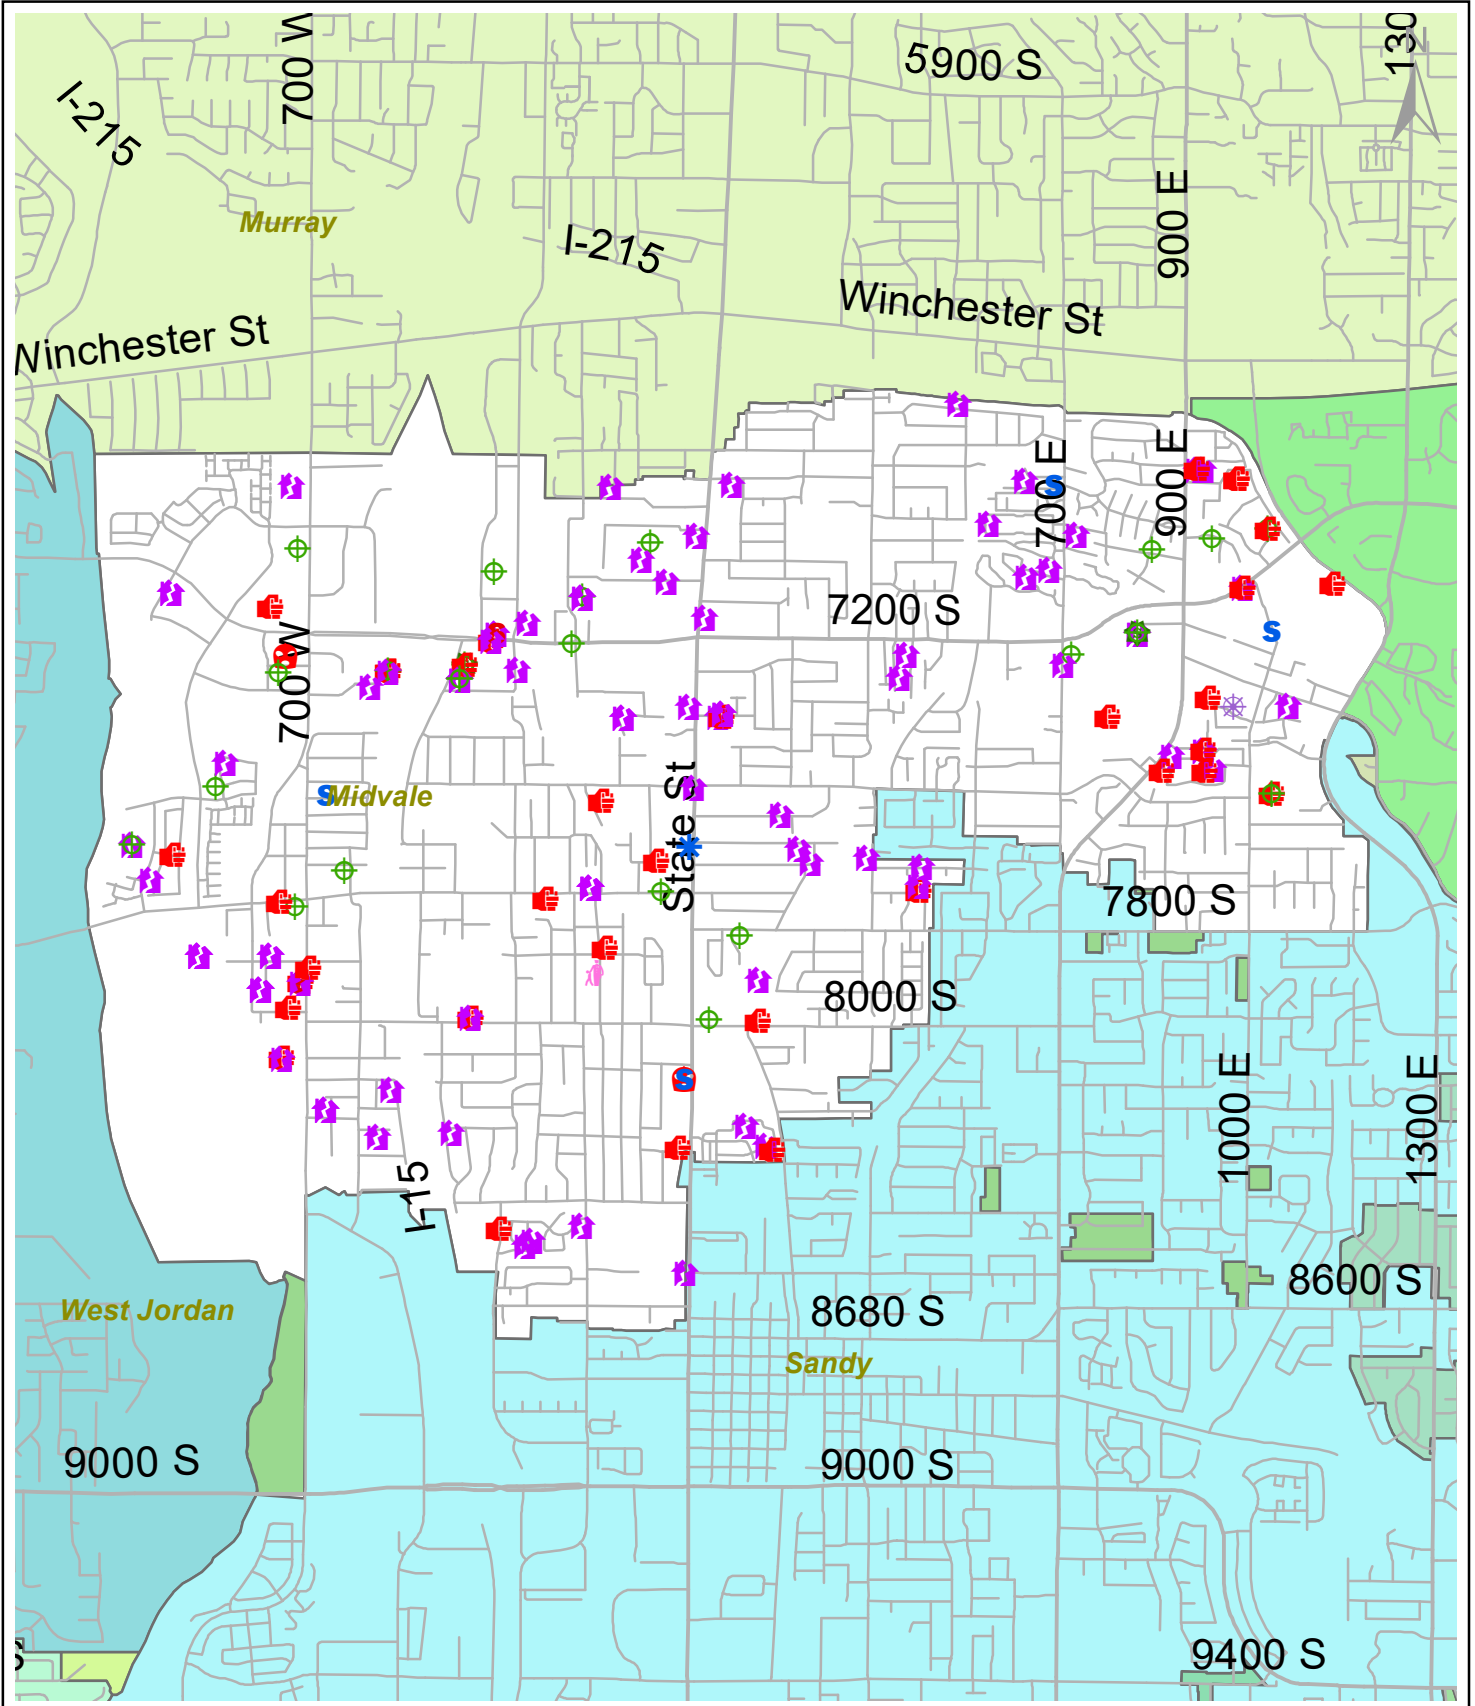 700 W
5900 S
130
I-215
900 E
Murray
I-215
Winchester St
Winchester St
700 E
900 E
S
7200 S
S
700 W
State St
S
Midvale
7800 S
8000 S
S
1000 E
1300 E
I-15
8600 S
West Jordan
8680 S
Sandy
9000 S
9000 S
9400 S
S